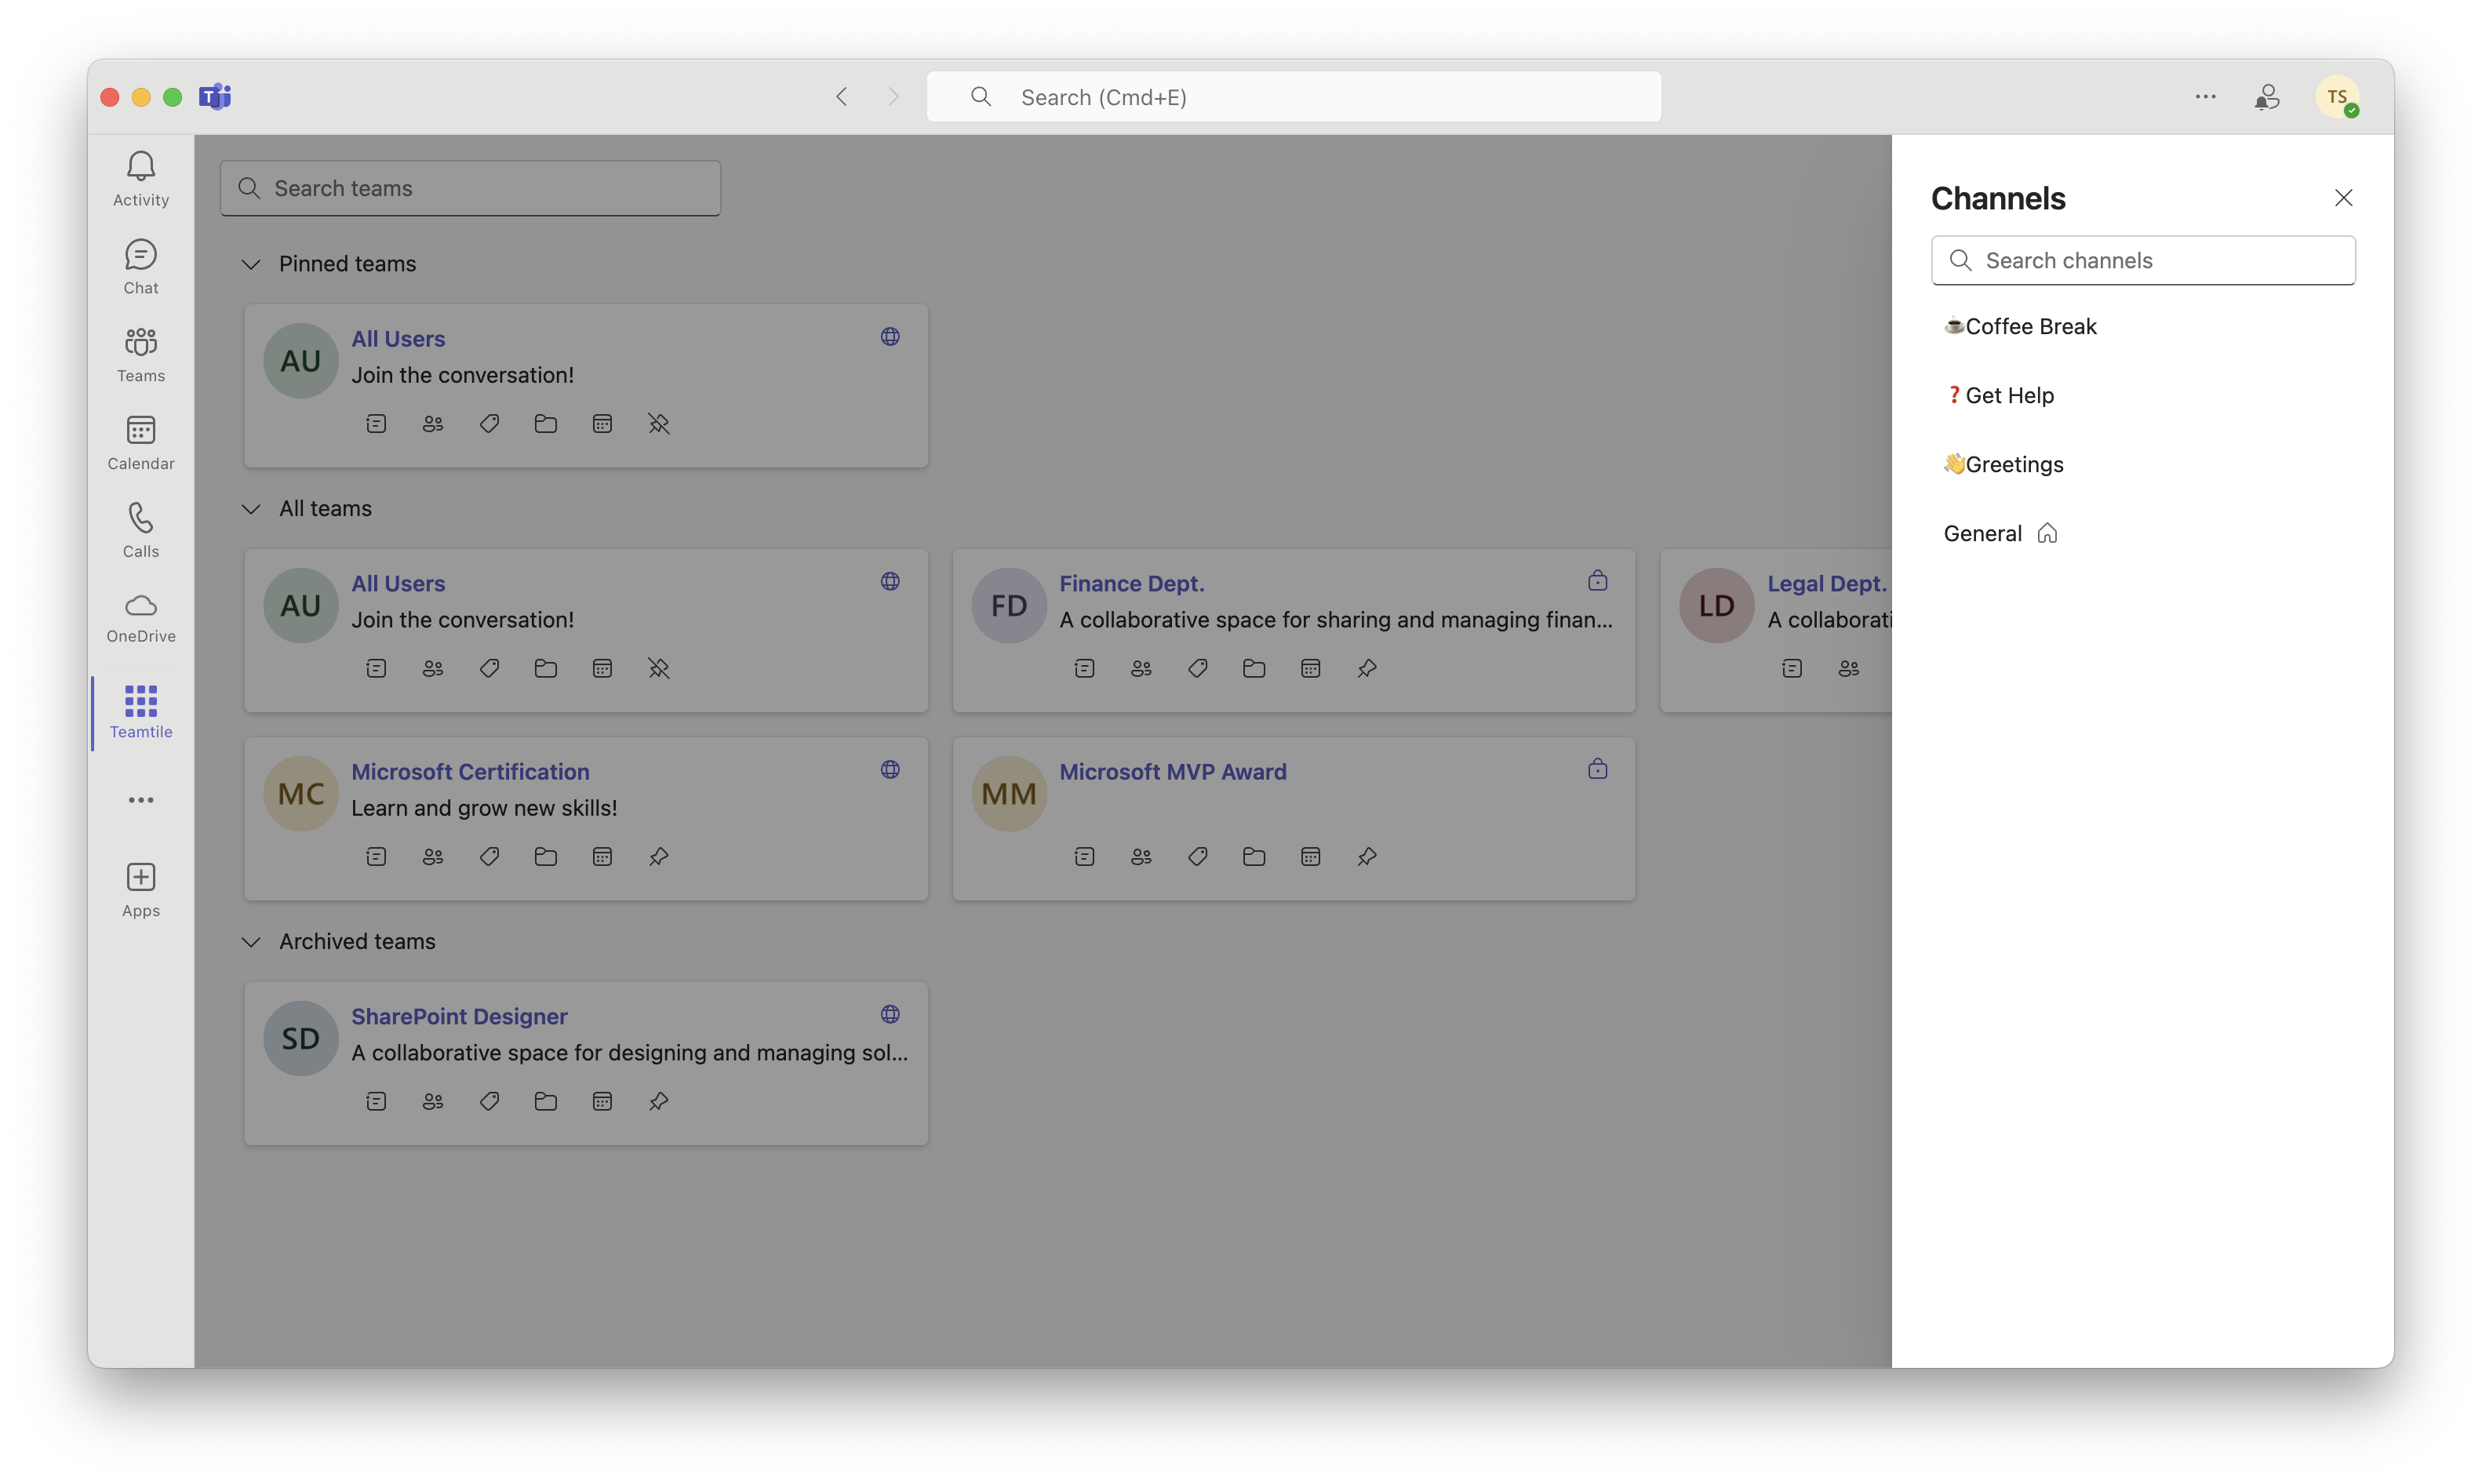 Search (Cmd+E)
TS
Activity
Chat
Teams
Calendar
Calls
OneDrive
Teamtile
Apps
Search teams
Pinned teams
AU
All Users
Join the conversation!
All teams
AU
All Users
Join the conversation!
FD
Finance Dept.
A collaborative space for sharing and managing finan...
LD
Legal Dept.
A collaborati
MC
Microsoft Certification
Learn and grow new skills!
MM
Microsoft MVP Award
Archived teams
SD
SharePoint Designer
A collaborative space for designing and managing sol...
Channels
Search channels
☕Coffee Break
❓Get Help
👋Greetings
General